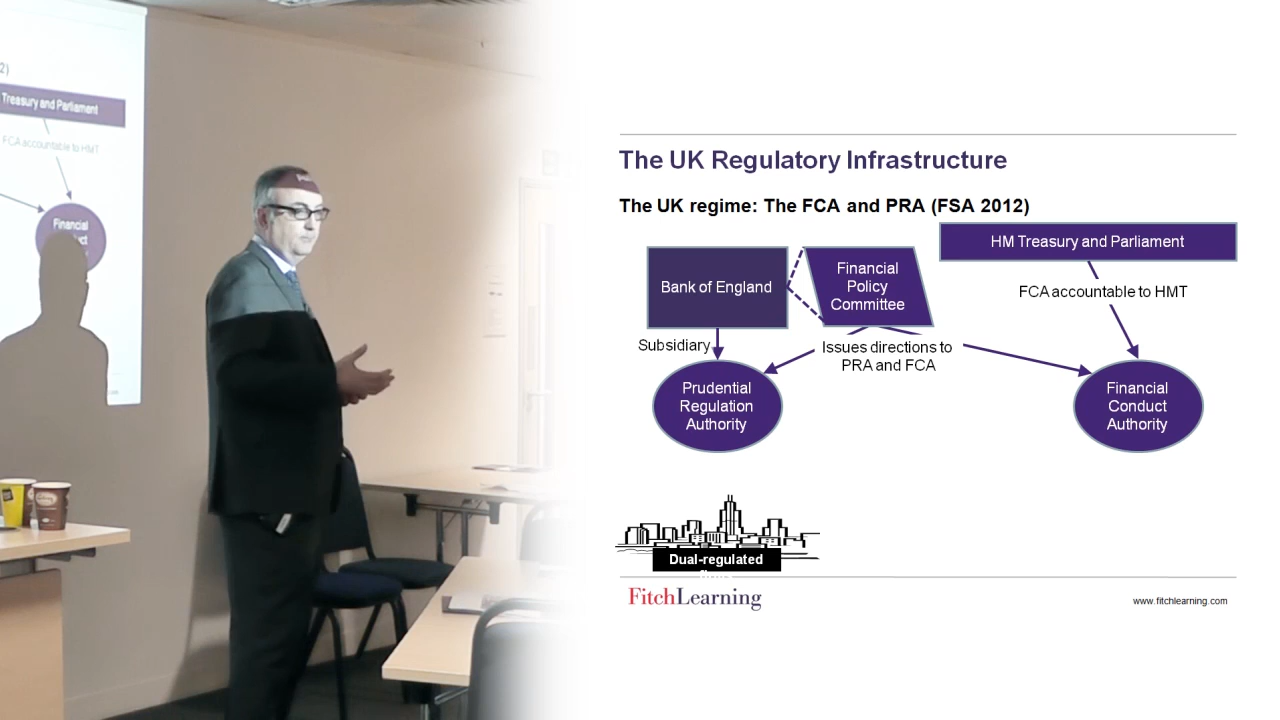 2)
Treasury and Parliament
FCA accountable to HMT
Financial
The UK Regulatory Infrastructure
The UK regime: The FCA and PRA (FSA 2012)
HM Treasury and Parliament
Bank of England
Financial
Policy
Committee
FCA accountable to HMT
Subsidiary
Issues directions to
PRA and FCA
Prudential
Regulation
Authority
Financial
Conduct
Authority
Dual-regulated
FitchLearning
www.fitchlearning.com